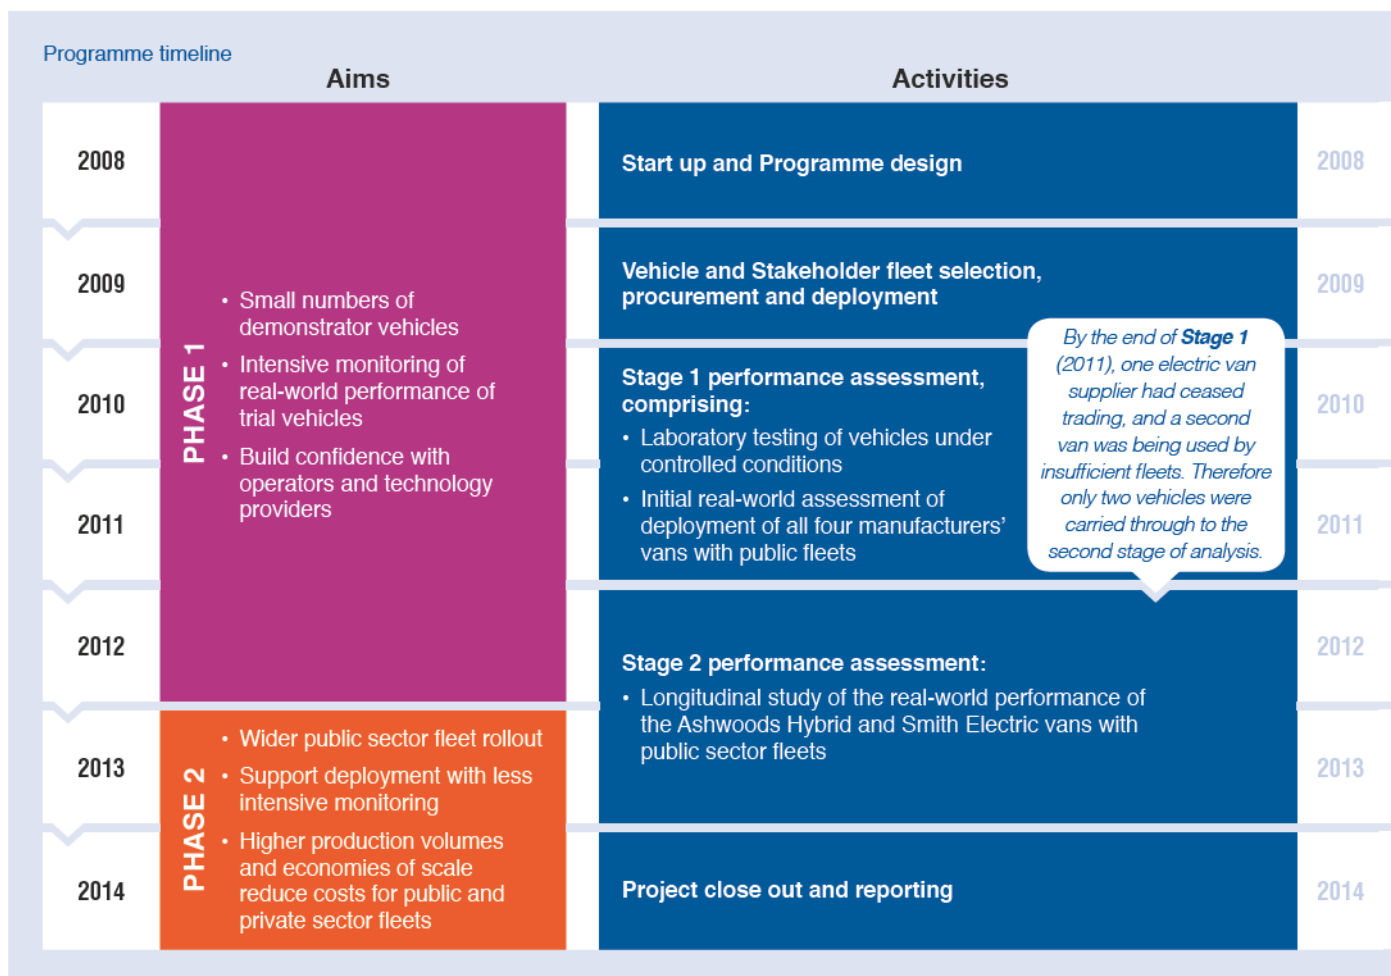 Programme timeline
Aims
Activities
2008
2009
2010
2011
2012
2013
2014
PHASE 1
• Small numbers of
demonstrator vehicles
• Intensive monitoring of
real-world performance of
trial vehicles
• Build confidence with
operators and technology
providers
PHASE 2
• Wider public sector fleet rollout
• Support deployment with less
intensive monitoring
• Higher production volumes
and economies of scale
reduce costs for public and
private sector fleets
Start up and Programme design
Vehicle and Stakeholder fleet selection,
procurement and deployment
Stage 1 performance assessment,
comprising:
• Laboratory testing of vehicles under
controlled conditions
• Initial real-world assessment of
deployment of all four manufacturers'
vans with public fleets
By the end of Stage 1
(2011), one electric van
supplier had ceased
trading, and a second
van was being used by
insufficient fleets. Therefore
only two vehicles were
carried through to the
second stage of analysis.
Stage 2 performance assessment:
• Longitudinal study of the real-world performance of
the Ashwoods Hybrid and Smith Electric vans with
public sector fleets
Project close out and reporting
2008
2009
2010
2011
2012
2013
2014